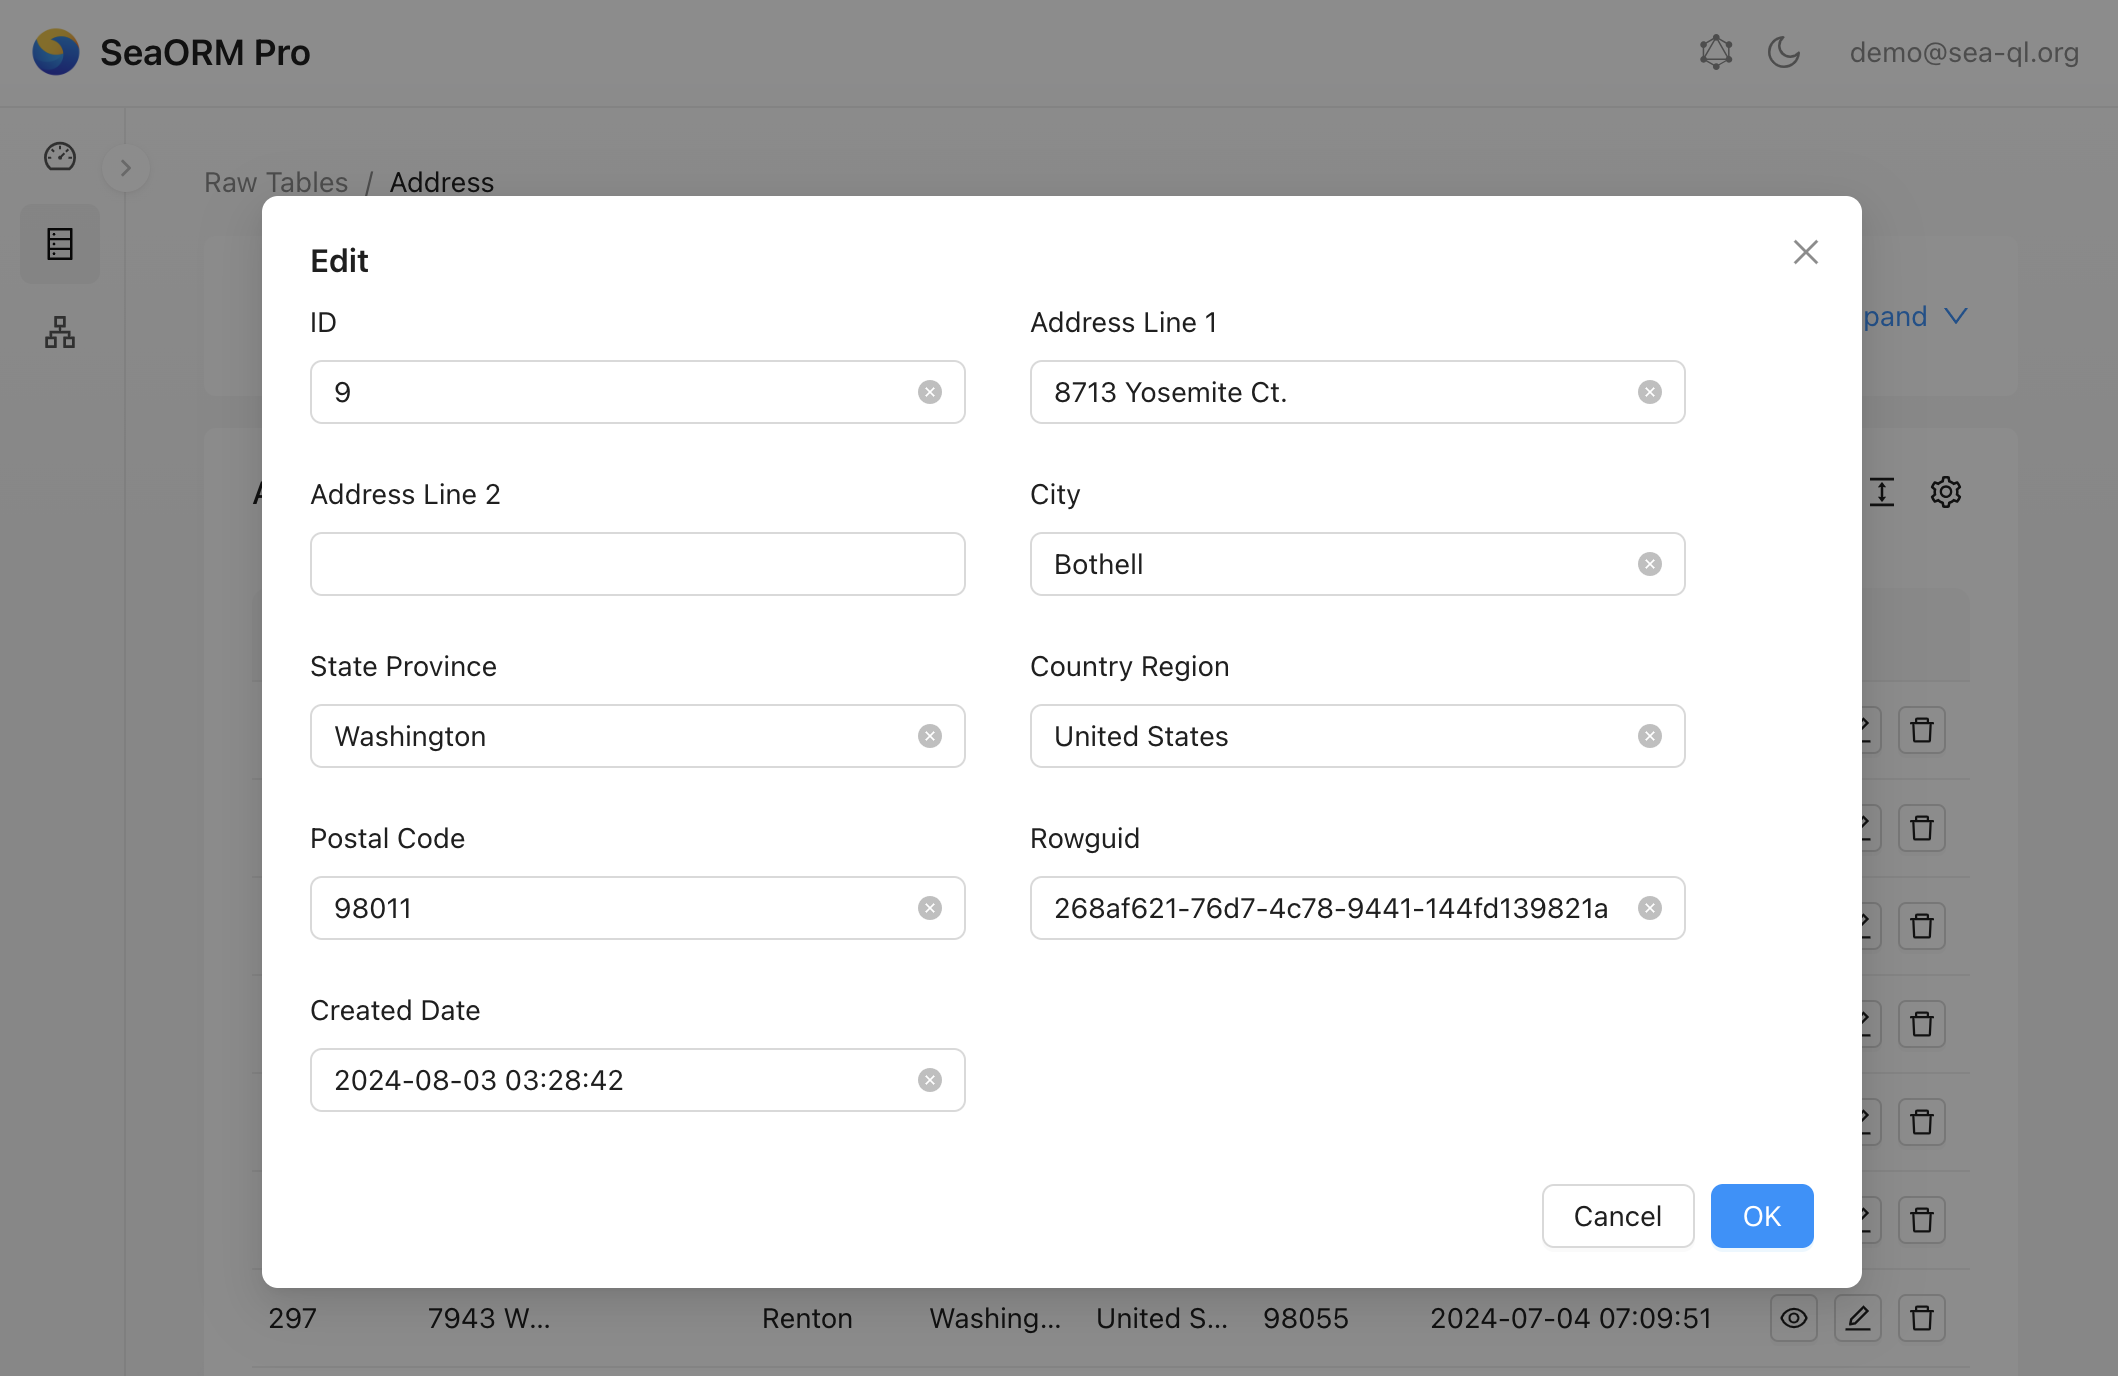 SeaORM Pro
demo@sea-ql.org
Raw Tables / Address
pand
Edit
ID
Address Line 1
9
8713 Yosemite Ct.
Address Line 2
City
Bothell
State Province
Country Region
Washington
United States
Postal Code
Rowguid
98011
268af621-76d7-4c78-9441-144fd139821a
Created Date
2024-08-03 03:28:42
Cancel
OK
297 7943 W... Renton Washing... United S... 98055 2024-07-04 07:09:51